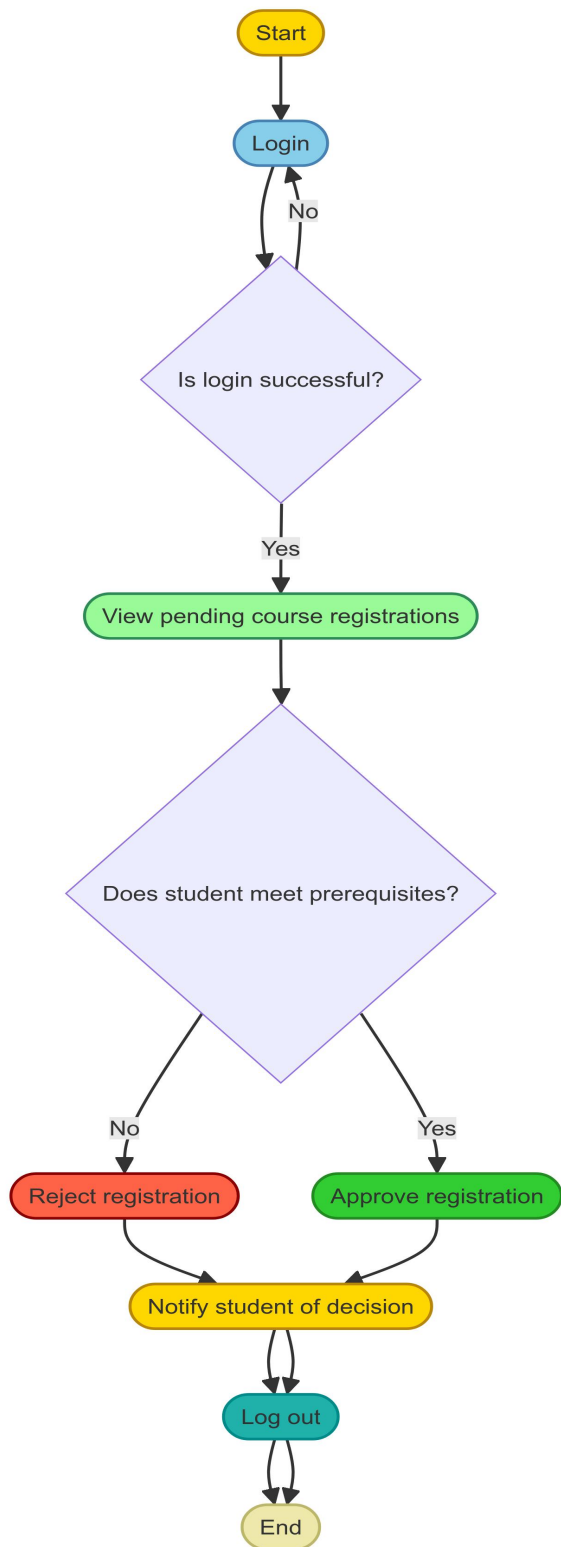 Start
Login
No
Is login successful?
Yes
View pending course registrations
Does student meet prerequisites?
No
Yes
Reject registration
Approve registration
Notify student of decision
Log out
End